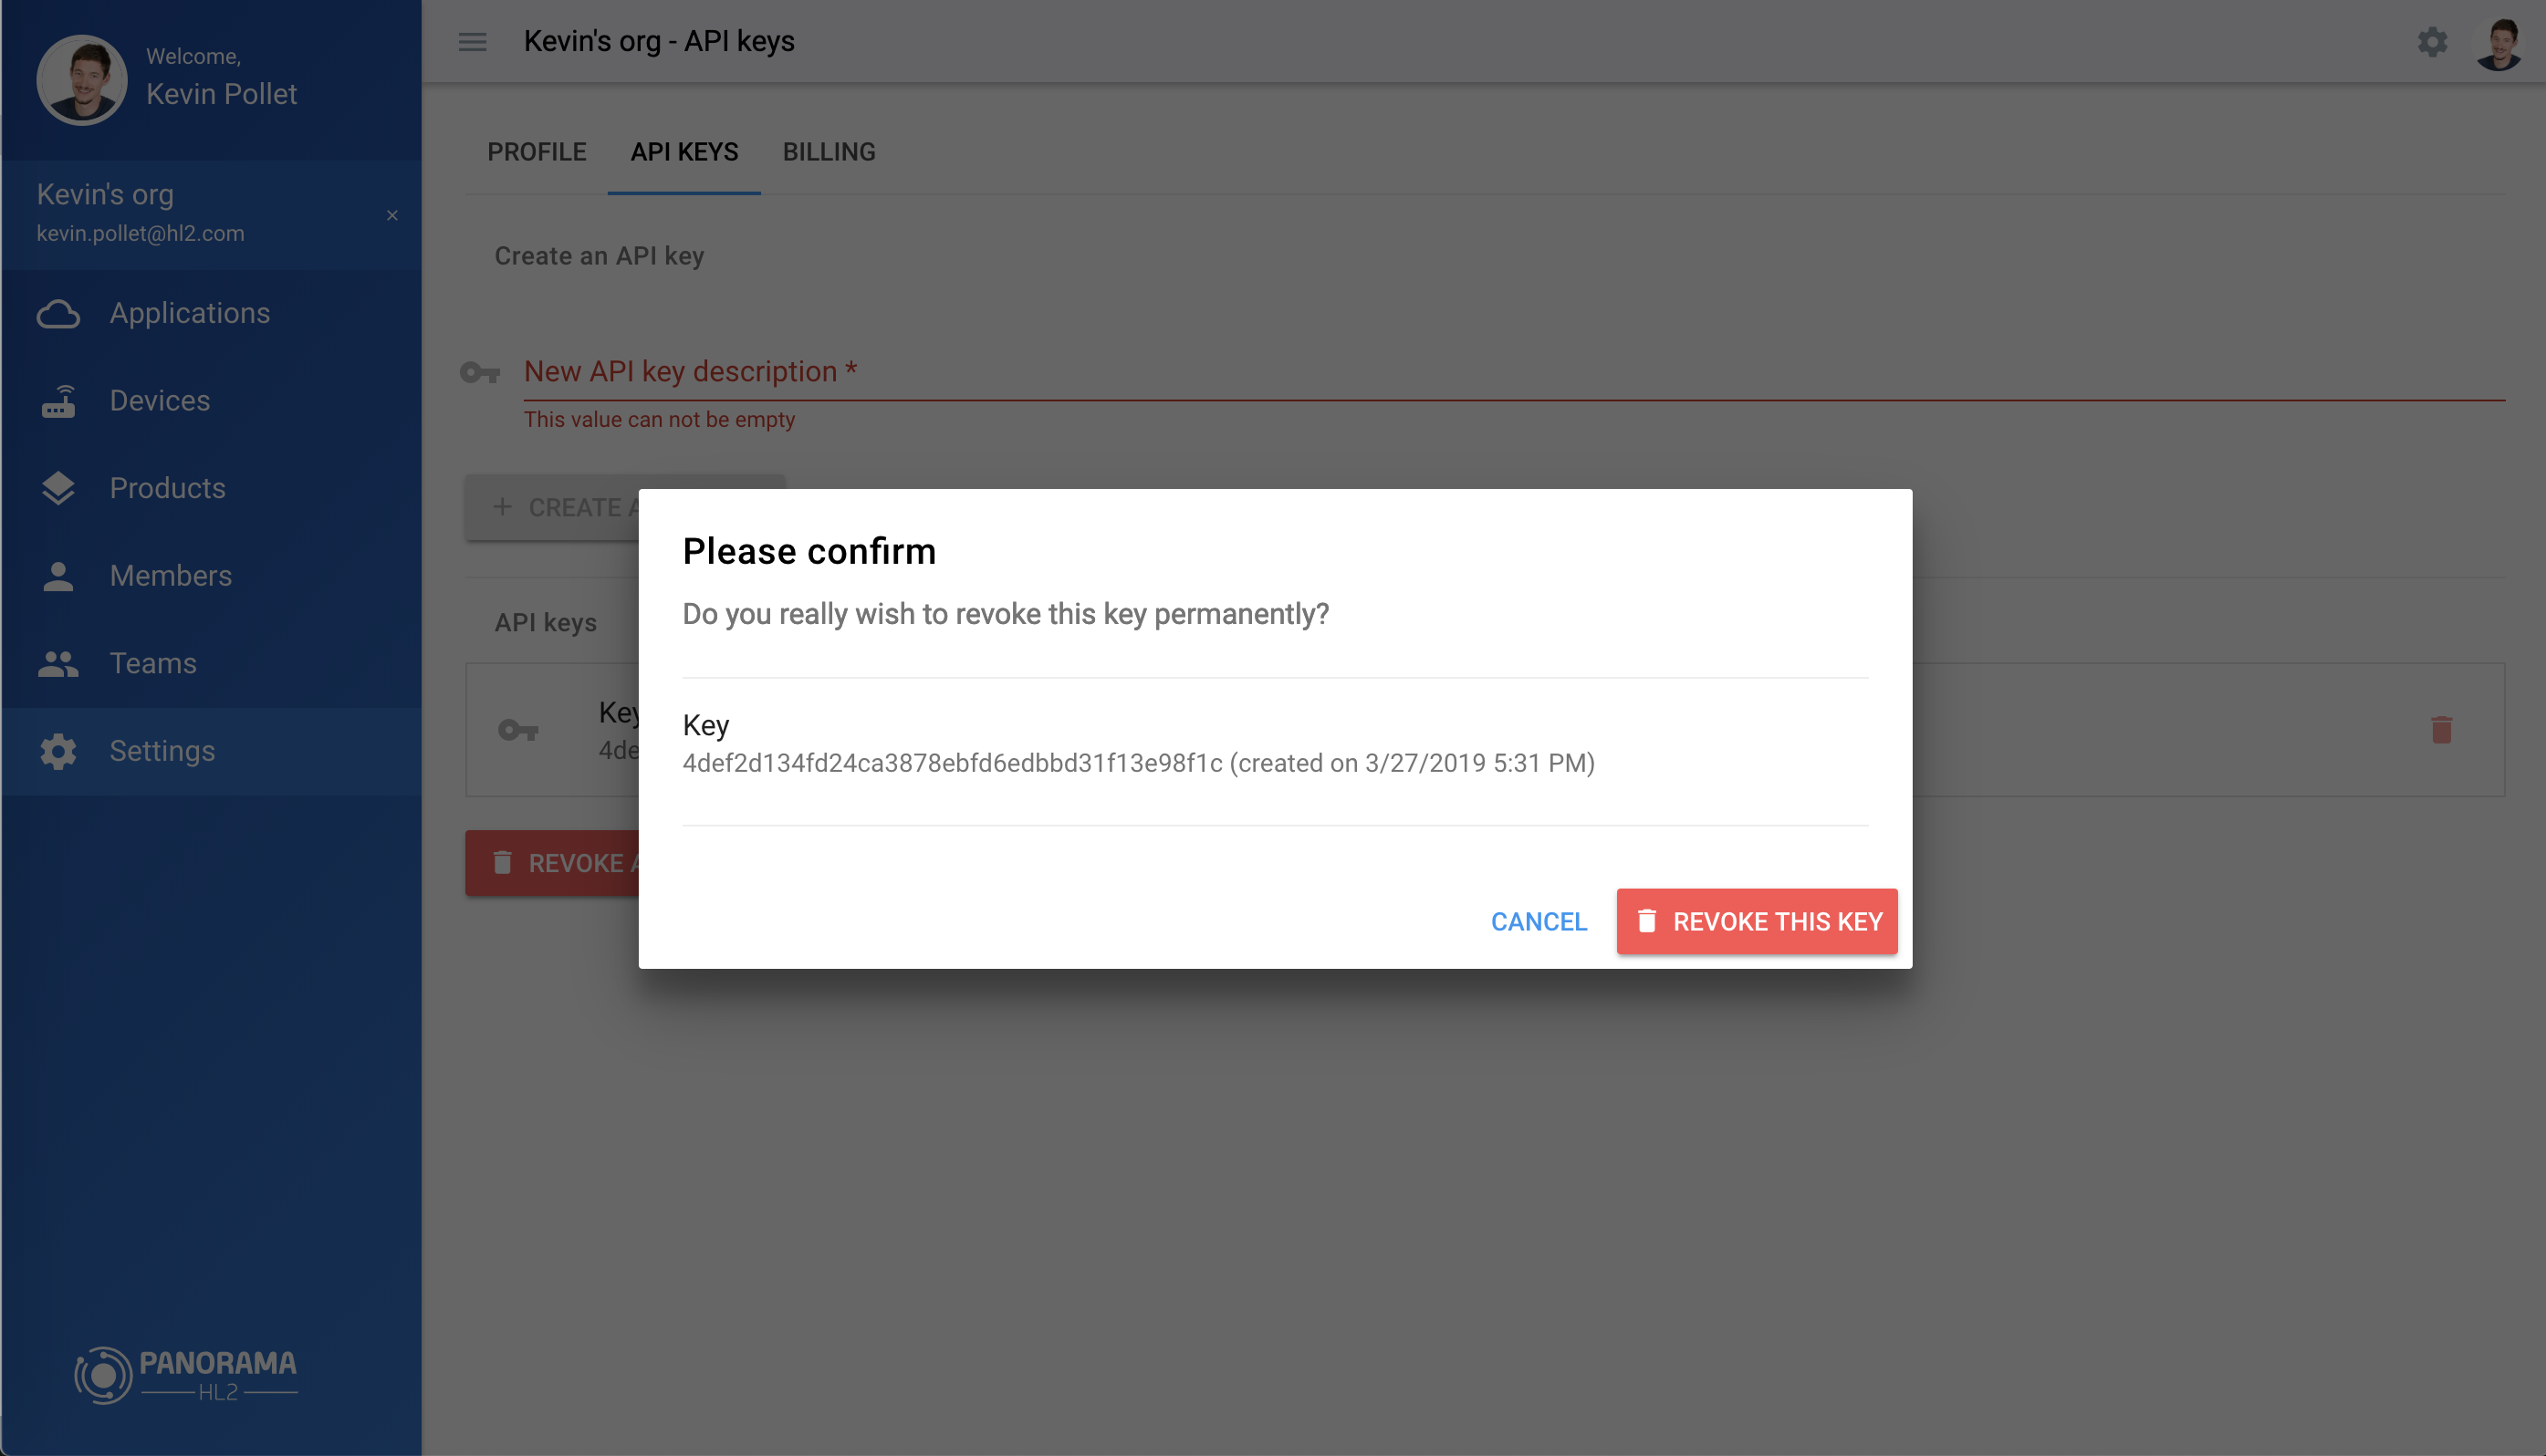 Welcome,
Kevin Pollet
Kevin's org
kevin.pollet@hl2.com
×
Applications
Devices
Products
Members
Teams
Settings
PANORAMA
HL2
Kevin's org - API keys
PROFILE API KEYS BILLING
Create an API key
New API key description *
This value can not be empty
+ CREATE A
API keys
Key
4de
REVOKE A
Please confirm
Do you really wish to revoke this key permanently?
Key
4def2d134fd24ca3878ebfd6edbbd31f13e98f1c (created on 3/27/2019 5:31 PM)
CANCEL REVOKE THIS KEY